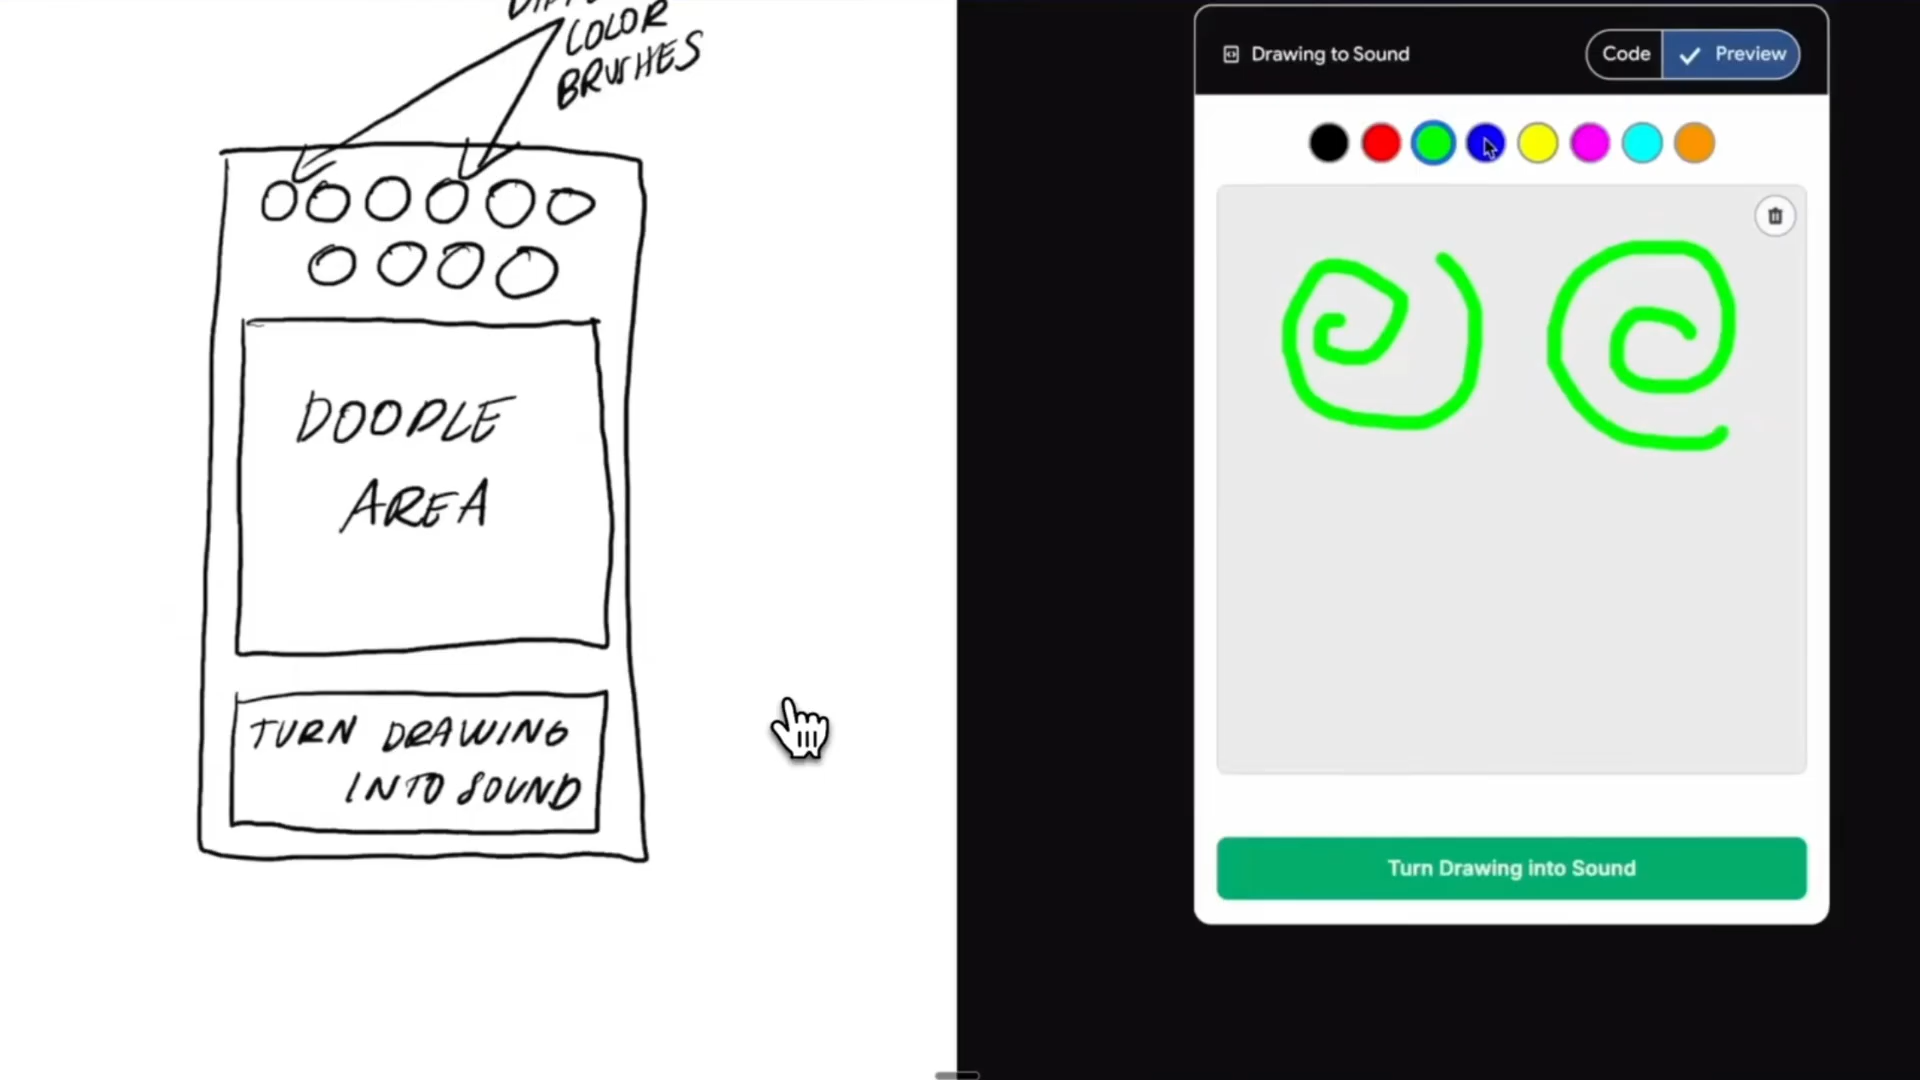 COLOR
BRUSHES
DOODLE
AREA
TURN DRAWING
INTO SOUND
Drawing to Sound
Code
Preview
Turn Drawing into Sound